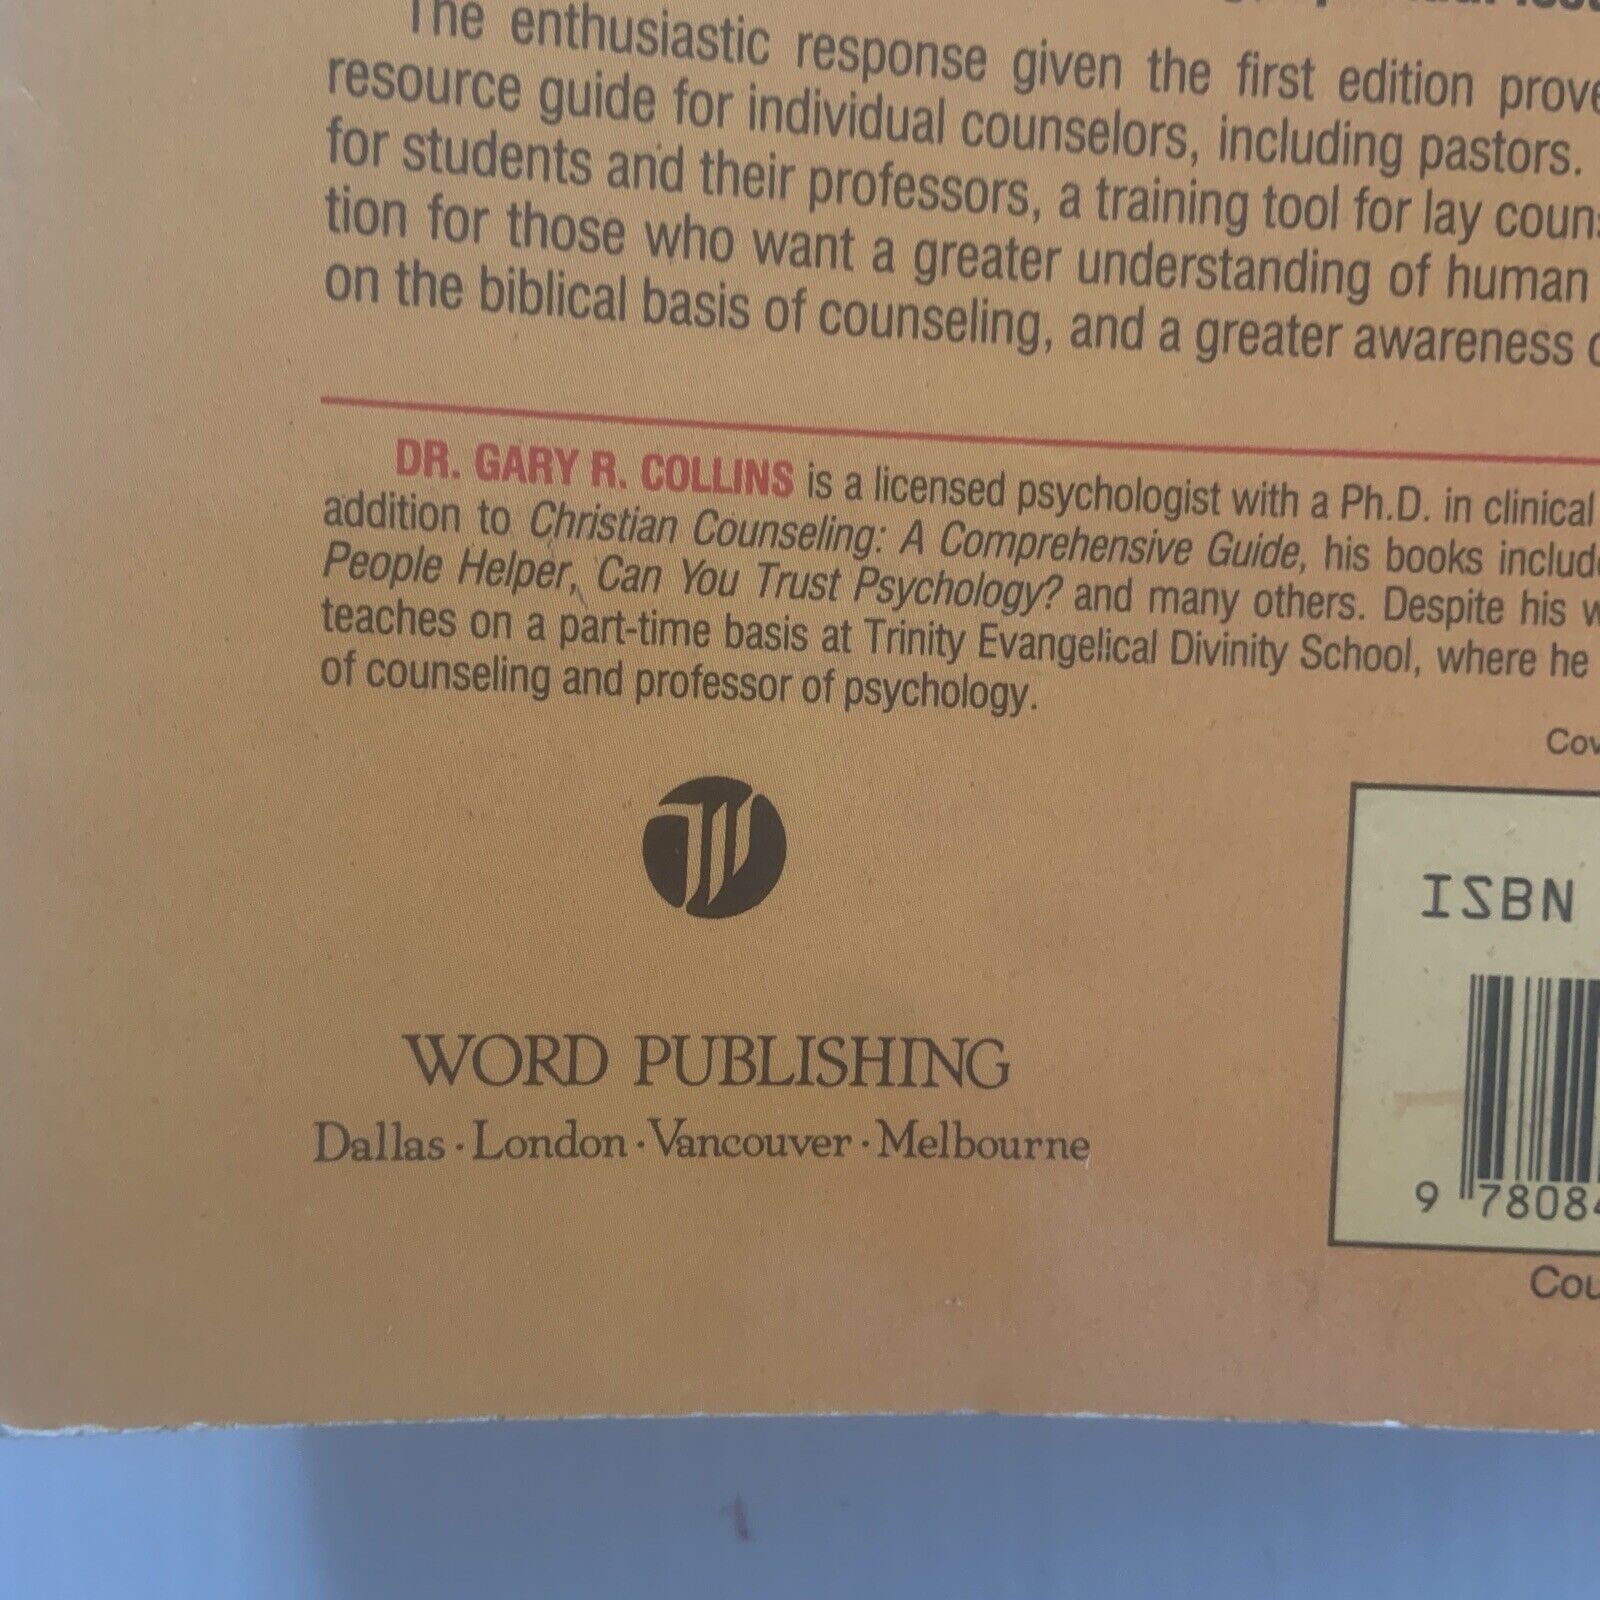 The enthusiastic response given the first edition
resource guide for individual counselors, including pastors.
for students and their professors, a training tool for lay
tion for those who want a greater understanding of human
on the biblical basis of counseling, and a greater awareness
DR. GARY R. COLLINS is a licensed psychologist with a Ph.D. in clinical
addition to Christian Counseling: A Comprehensive Guide, his books
People Helper, Can You Trust Psychology? and many others. Despite his
teaches on a part-time basis at Trinity Evangelical Divinity School, where he
of counseling and professor of psychology.
WORD PUBLISHING
Dallas · London · Vancouver · Melbourne
ISBN
9 7808